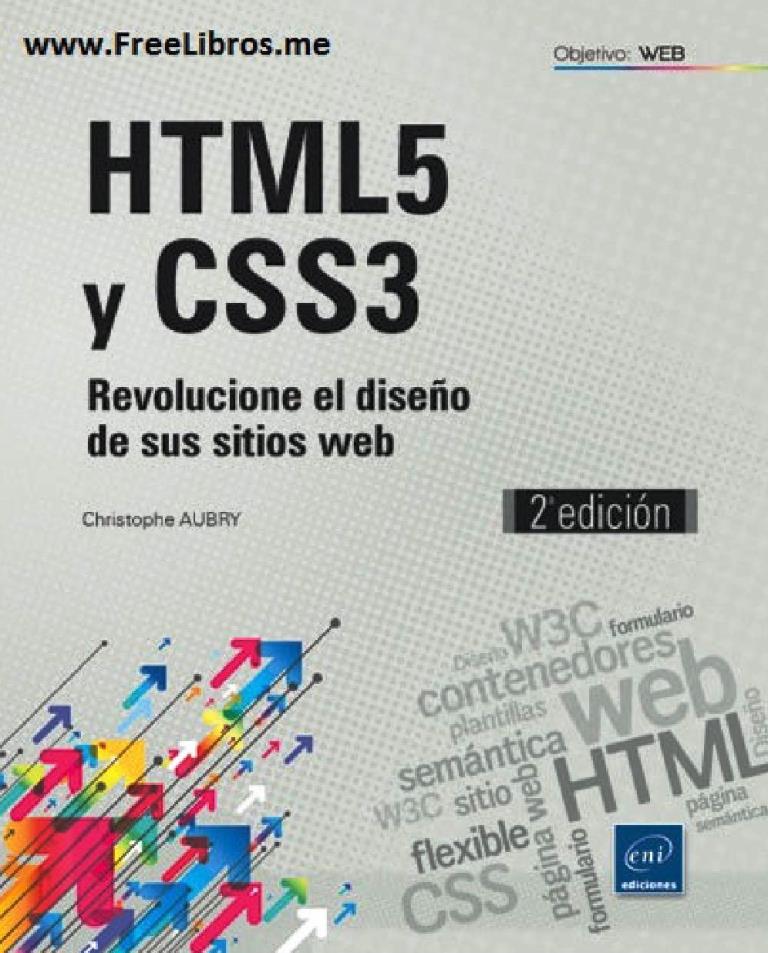 www.FreeLibros.me
Objetivo: WEB
HTML5
y CSS3
Revolucione el diseño
de sus sitios web
Christophe AUBRY
2ª edición
W3C
formulario
Diseño
contenedores
plantillas
web
Diseño
semántica
HTML
W3C
sitio
página web
página
semántica
flexible
formulario
CSS
eni
ediciones